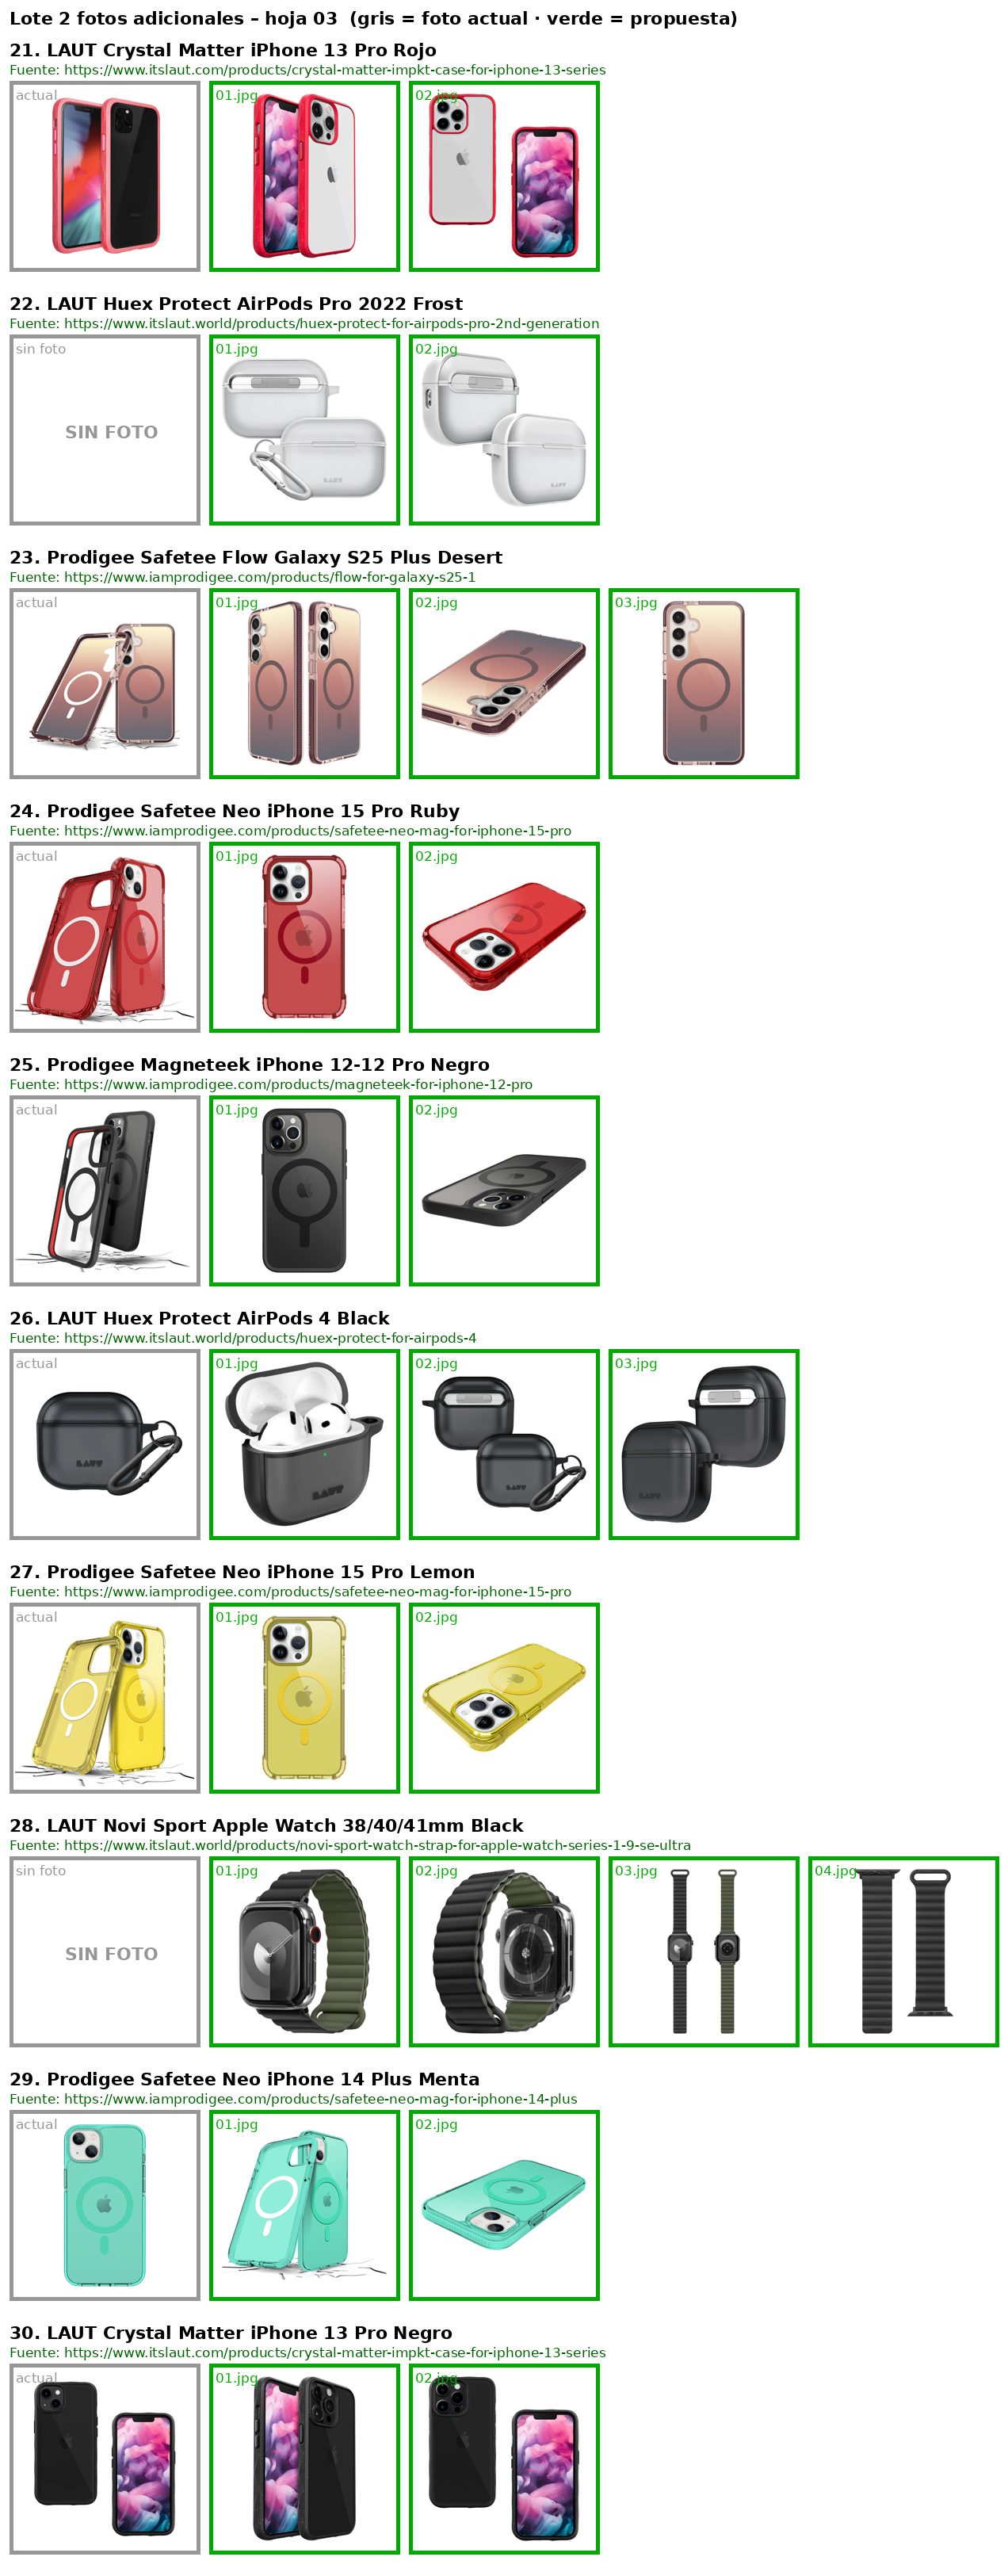 Lote 2 fotos adicionales – hoja 03  (gris = foto actual · verde = propuesta)
21. LAUT Crystal Matter iPhone 13 Pro Rojo
Fuente: https://www.itslaut.com/products/crystal-matter-impkt-case-for-iphone-13-series
actual
01.jpg
02.jpg
22. LAUT Huex Protect AirPods Pro 2022 Frost
Fuente: https://www.itslaut.world/products/huex-protect-for-airpods-pro-2nd-generation
sin foto
SIN FOTO
01.jpg
LAUT
02.jpg
LAUT
23. Prodigee Safetee Flow Galaxy S25 Plus Desert
Fuente: https://www.iamprodigee.com/products/flow-for-galaxy-s25-1
actual
01.jpg
02.jpg
03.jpg
24. Prodigee Safetee Neo iPhone 15 Pro Ruby
Fuente: https://www.iamprodigee.com/products/safetee-neo-mag-for-iphone-15-pro
actual
01.jpg
02.jpg
25. Prodigee Magneteek iPhone 12-12 Pro Negro
Fuente: https://www.iamprodigee.com/products/magneteek-for-iphone-12-pro
actual
01.jpg
02.jpg
26. LAUT Huex Protect AirPods 4 Black
Fuente: https://www.itslaut.world/products/huex-protect-for-airpods-4
actual
LAUT
01.jpg
LAUT
02.jpg
LAUT
03.jpg
LAUT
27. Prodigee Safetee Neo iPhone 15 Pro Lemon
Fuente: https://www.iamprodigee.com/products/safetee-neo-mag-for-iphone-15-pro
actual
01.jpg
02.jpg
28. LAUT Novi Sport Apple Watch 38/40/41mm Black
Fuente: https://www.itslaut.world/products/novi-sport-watch-strap-for-apple-watch-series-1-9-se-ultra
sin foto
SIN FOTO
01.jpg
02.jpg
03.jpg
04.jpg
29. Prodigee Safetee Neo iPhone 14 Plus Menta
Fuente: https://www.iamprodigee.com/products/safetee-neo-mag-for-iphone-14-plus
actual
01.jpg
02.jpg
30. LAUT Crystal Matter iPhone 13 Pro Negro
Fuente: https://www.itslaut.com/products/crystal-matter-impkt-case-for-iphone-13-series
actual
01.jpg
02.jpg